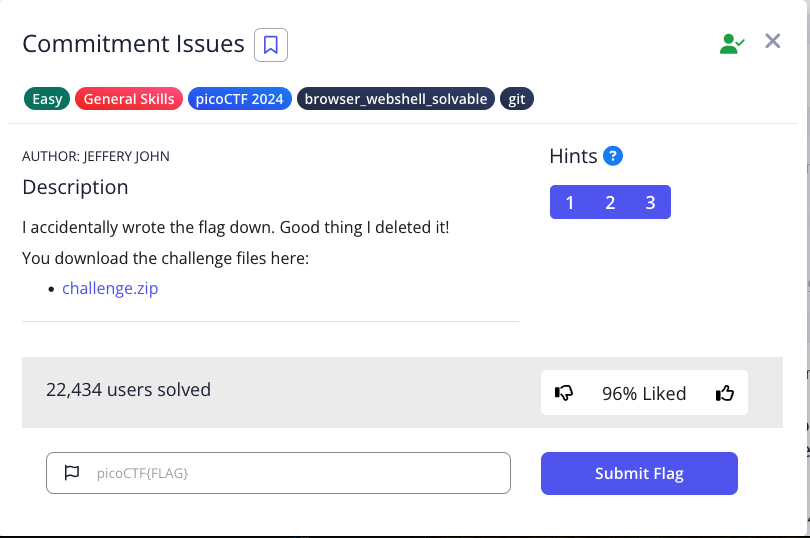 Commitment Issues
Easy General Skills picoCTF 2024 browser_webshell_solvable git
AUTHOR: JEFFERY JOHN
Hints ?
Description
1 2 3
I accidentally wrote the flag down. Good thing I deleted it!
You download the challenge files here:
• challenge.zip
22,434 users solved
96% Liked
picoCTF{FLAG}
Submit Flag